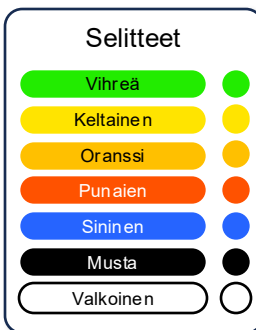 Selitteet
Vihreä
Keltainen
Oranssi
Punaien
Sininen
Musta
Valkoinen